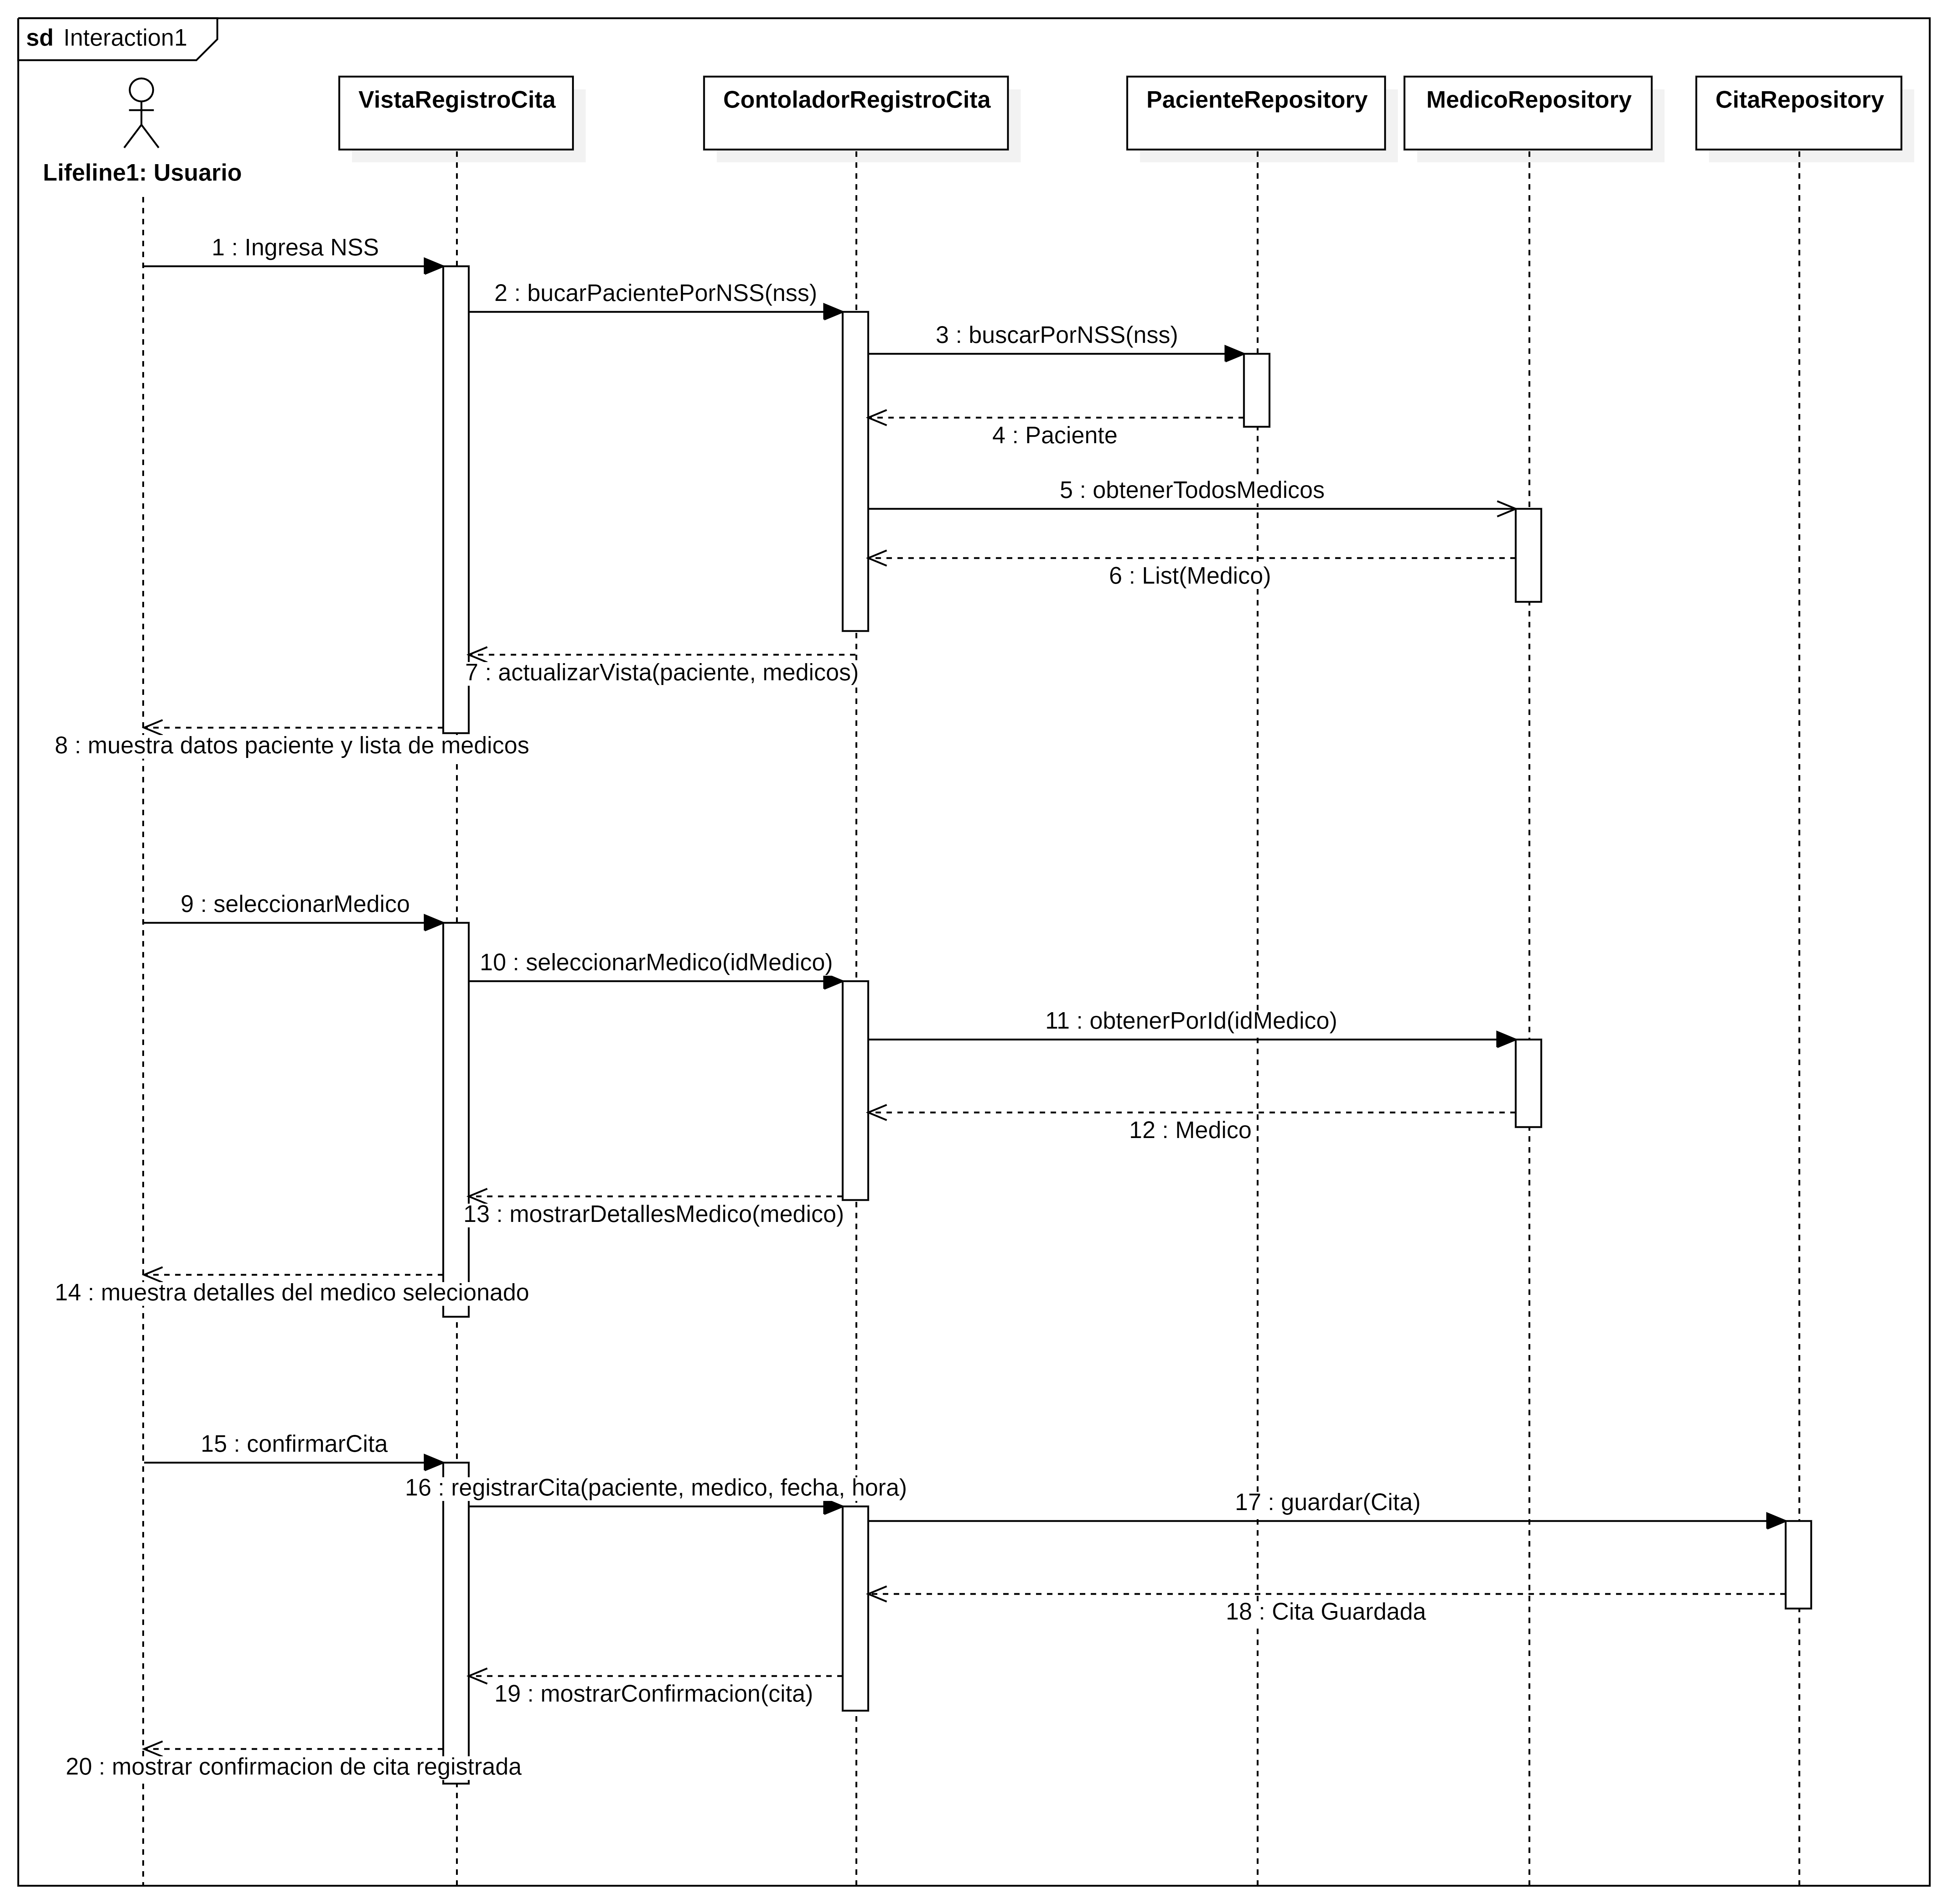 sd Interaction1
Lifeline1: Usuario
VistaRegistroCita
ContoladorRegistroCita
PacienteRepository
MedicoRepository
CitaRepository
1 : Ingresa NSS
2 : bucarPacientePorNSS(nss)
3 : buscarPorNSS(nss)
4 : Paciente
5 : obtenerTodosMedicos
6 : List(Medico)
7 : actualizarVista(paciente, medicos)
8 : muestra datos paciente y lista de medicos
9 : seleccionarMedico
10 : seleccionarMedico(idMedico)
11 : obtenerPorId(idMedico)
12 : Medico
13 : mostrarDetallesMedico(medico)
14 : muestra detalles del medico selecionado
15 : confirmarCita
16 : registrarCita(paciente, medico, fecha, hora)
17 : guardar(Cita)
18 : Cita Guardada
19 : mostrarConfirmacion(cita)
20 : mostrar confirmacion de cita registrada